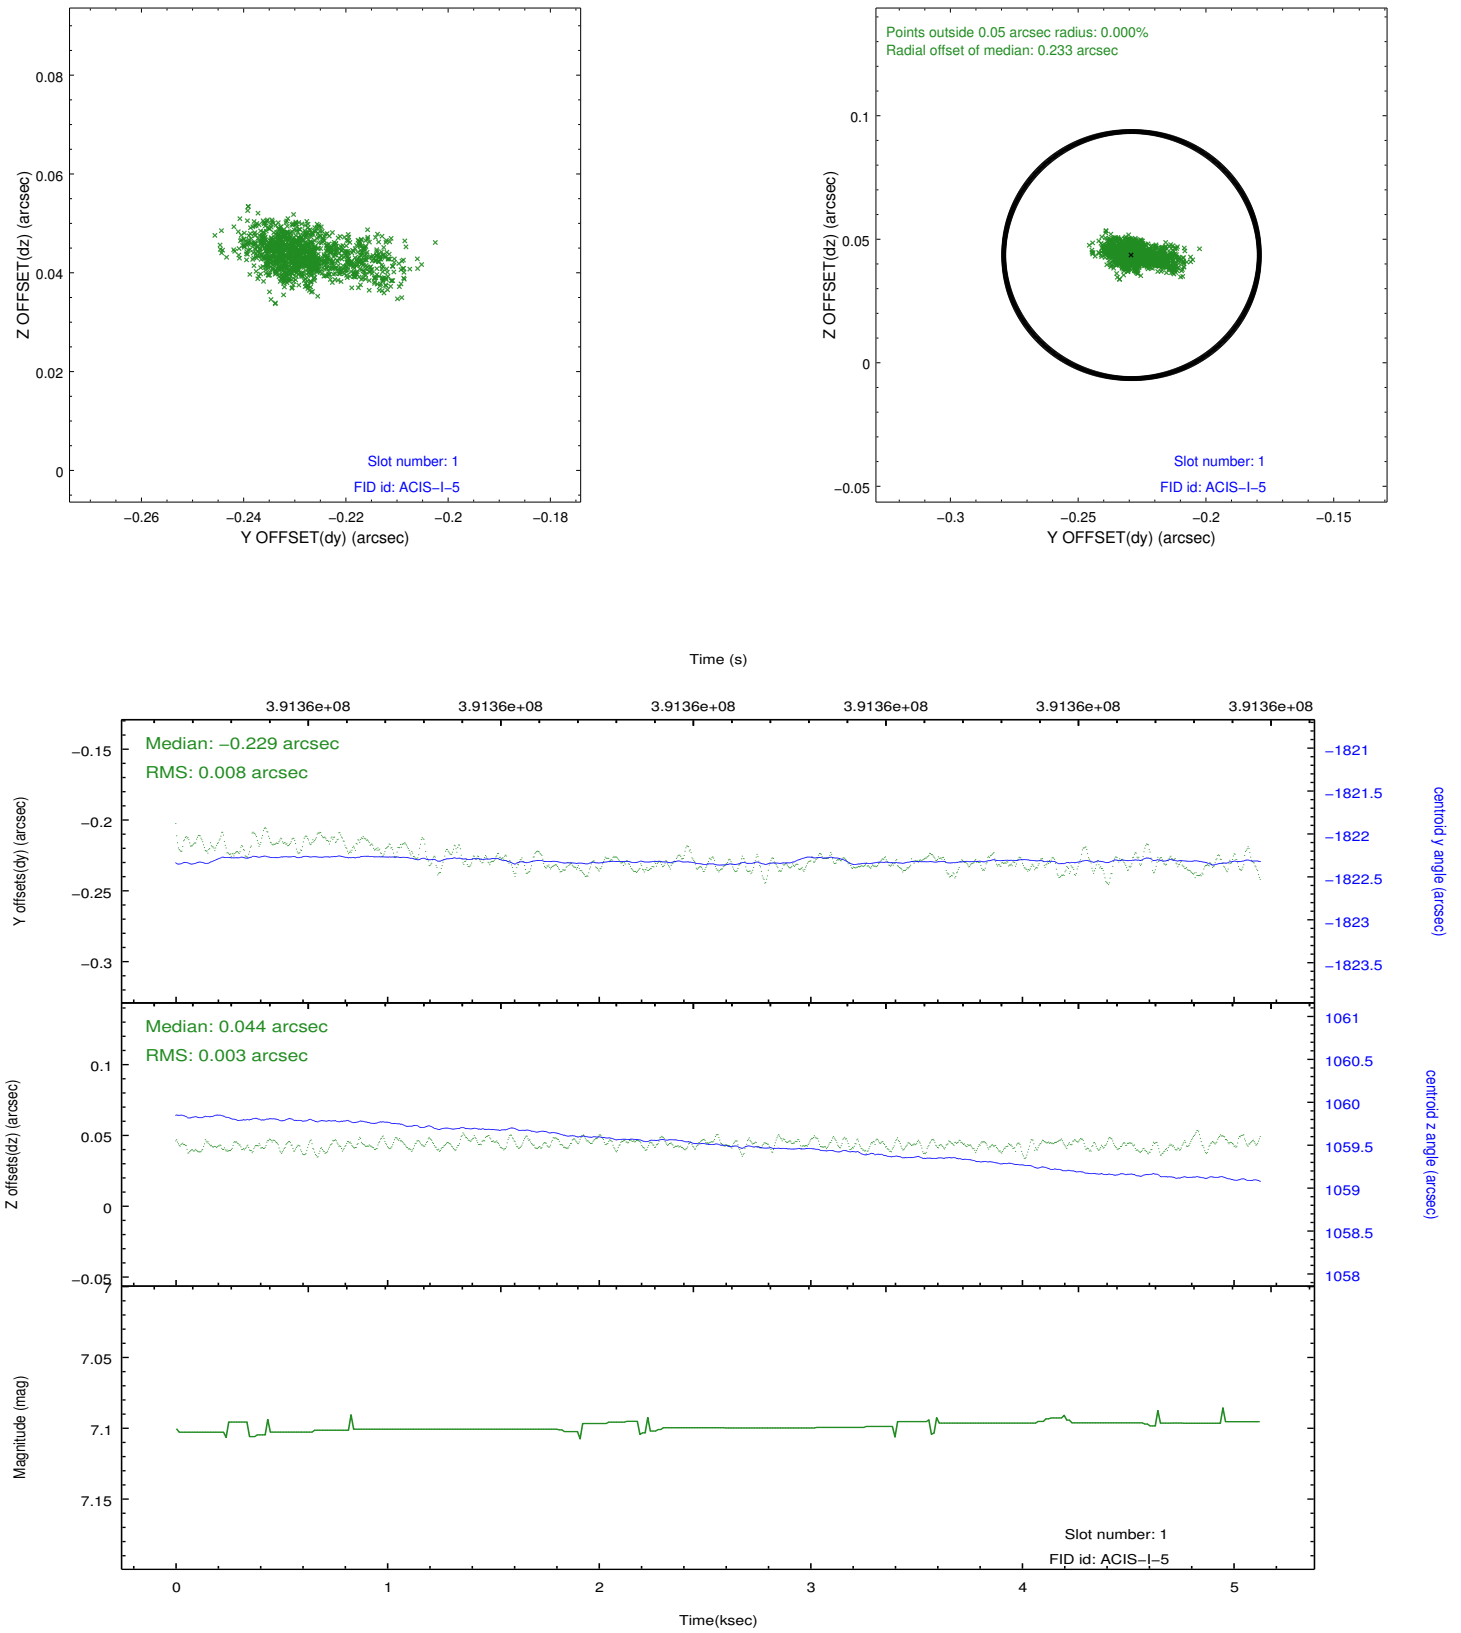 0.08
0.06
0.04
0.02
0
Z OFFSET(dz) (arcsec)
Slot number: 1
FID id: ACIS−I−5
−0.26 −0.24 −0.22 −0.2 −0.18
Y OFFSET(dy) (arcsec)
Points outside 0.05 arcsec radius: 0.000%
Radial offset of median: 0.233 arcsec
0.1
0.05
0
−0.05
Z OFFSET(dz) (arcsec)
Slot number: 1
FID id: ACIS−I−5
−0.3 −0.25 −0.2 −0.15
Y OFFSET(dy) (arcsec)
Time (s)
3.9136e+08 3.9136e+08 3.9136e+08 3.9136e+08 3.9136e+08 3.9136e+08
Median: −0.229 arcsec
RMS: 0.008 arcsec
−0.15
−0.2
−0.25
−0.3
Y offsets(dy) (arcsec)
−1821
−1821.5
−1822
−1822.5
−1823
−1823.5
centroid y angle (arcsec)
Median: 0.044 arcsec
RMS: 0.003 arcsec
0.1
0.05
0
−0.05
Z offsets(dz) (arcsec)
1061
1060.5
1060
1059.5
1059
1058.5
1058
centroid z angle (arcsec)
7
7.05
7.1
7.15
Magnitude (mag)
Slot number: 1
FID id: ACIS−I−5
0 1 2 3 4 5
Time(ksec)